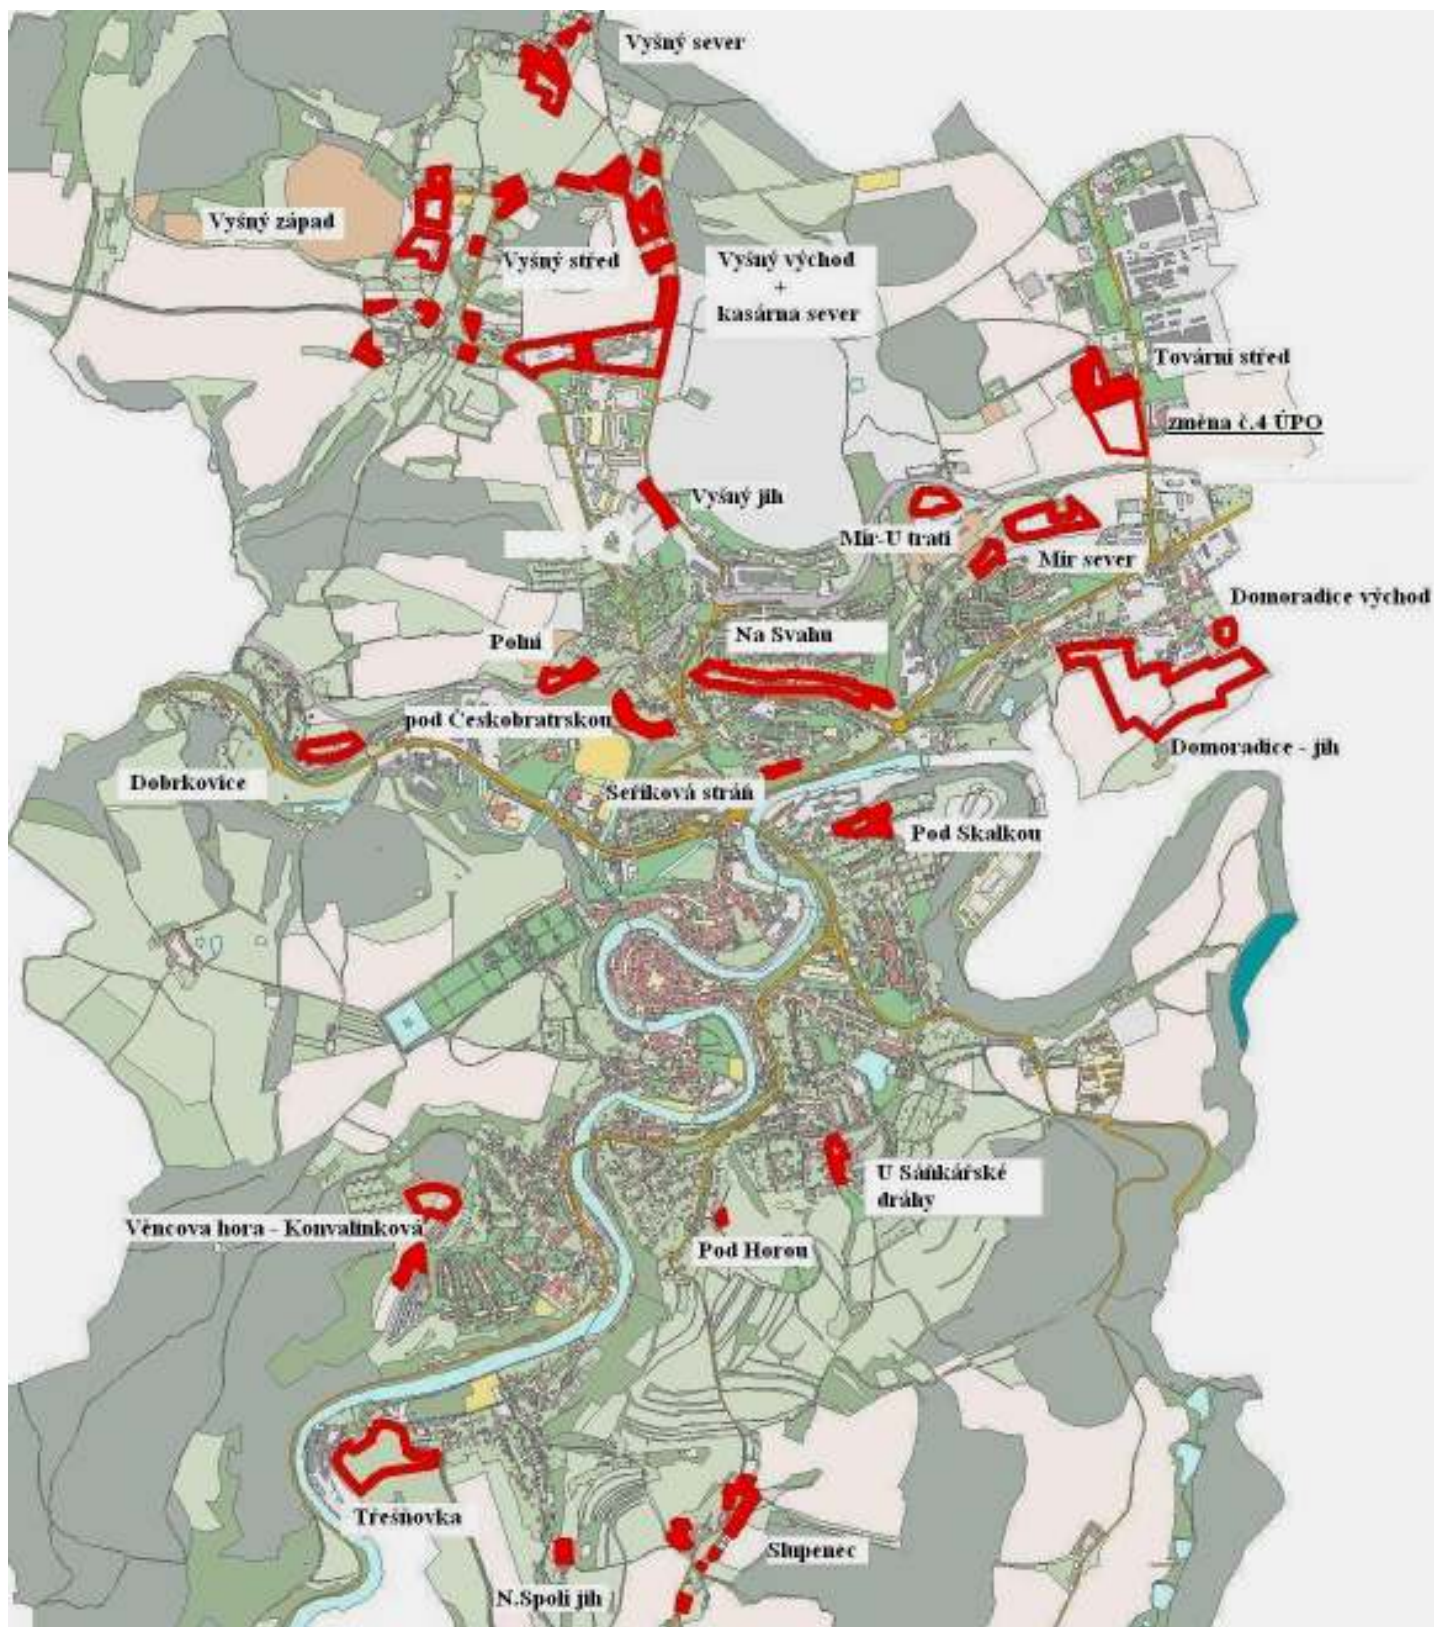 Vyšný sever
Vyšný západ
Vyšný střed
Vyšný východ
+
kasárna sever
Tovární střed
změna č.4 ÚPO
Vyšný jih
Mír-U trati
Mír sever
Domoradice východ
Polní
Na Svahu
pod Českobratrskou
Domoradice - jih
Dobrkovice
Šeříková stráň
Pod Skalkou
U Sáňkářské
dráhy
Věncova hora - Konvalinková
Pod Horou
Třešňovka
Slupenec
N.Spolí jih